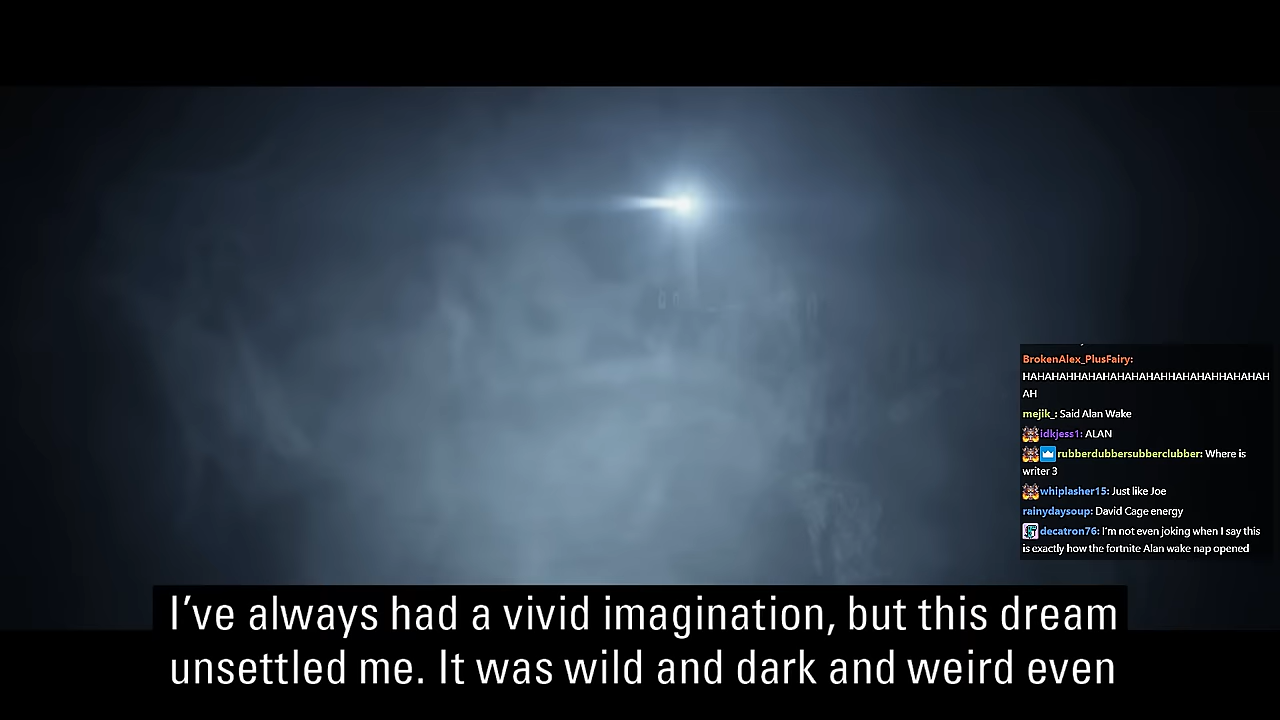 BrokenAlex_PlusFairy:
HAHAHAHHAHAHAHAHAHAHHAHAHAHHAHAHAH
AH
mejik_: Said Alan Wake
idkjess1: ALAN
rubberdubbersubberclubber: Where is
writer 3
whiplasher15: Just like Joe
rainydaysoup: David Cage energy
decatron76: I'm not even joking when I say this
is exactly how the fortnite Alan wake nap opened
I've always had a vivid imagination, but this dream
unsettled me. It was wild and dark and weird even